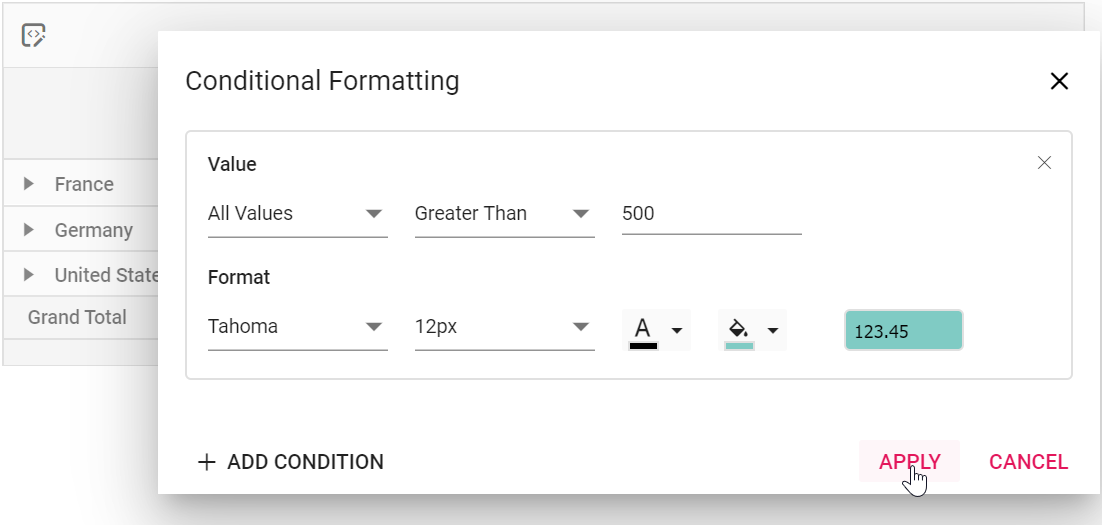 Conditional Formatting
Value
All Values Greater Than 500
Format
Tahoma 12px A 123.45
+ ADD CONDITION APPLY CANCEL
France
Germany
United State
Grand Total